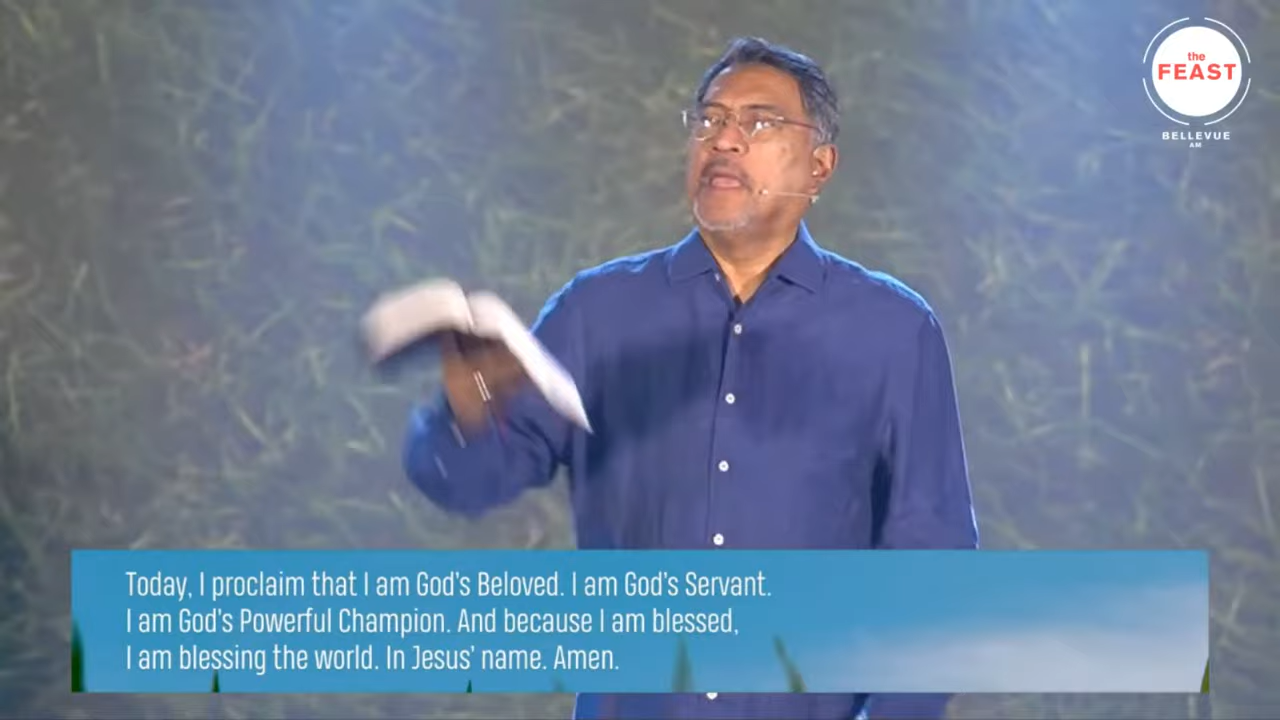 the
FEAST
BELLEVUE
AM
Today, I proclaim that I am God's Beloved. I am God's Servant.
I am God's Powerful Champion. And because I am blessed,
I am blessing the world. In Jesus' name. Amen.